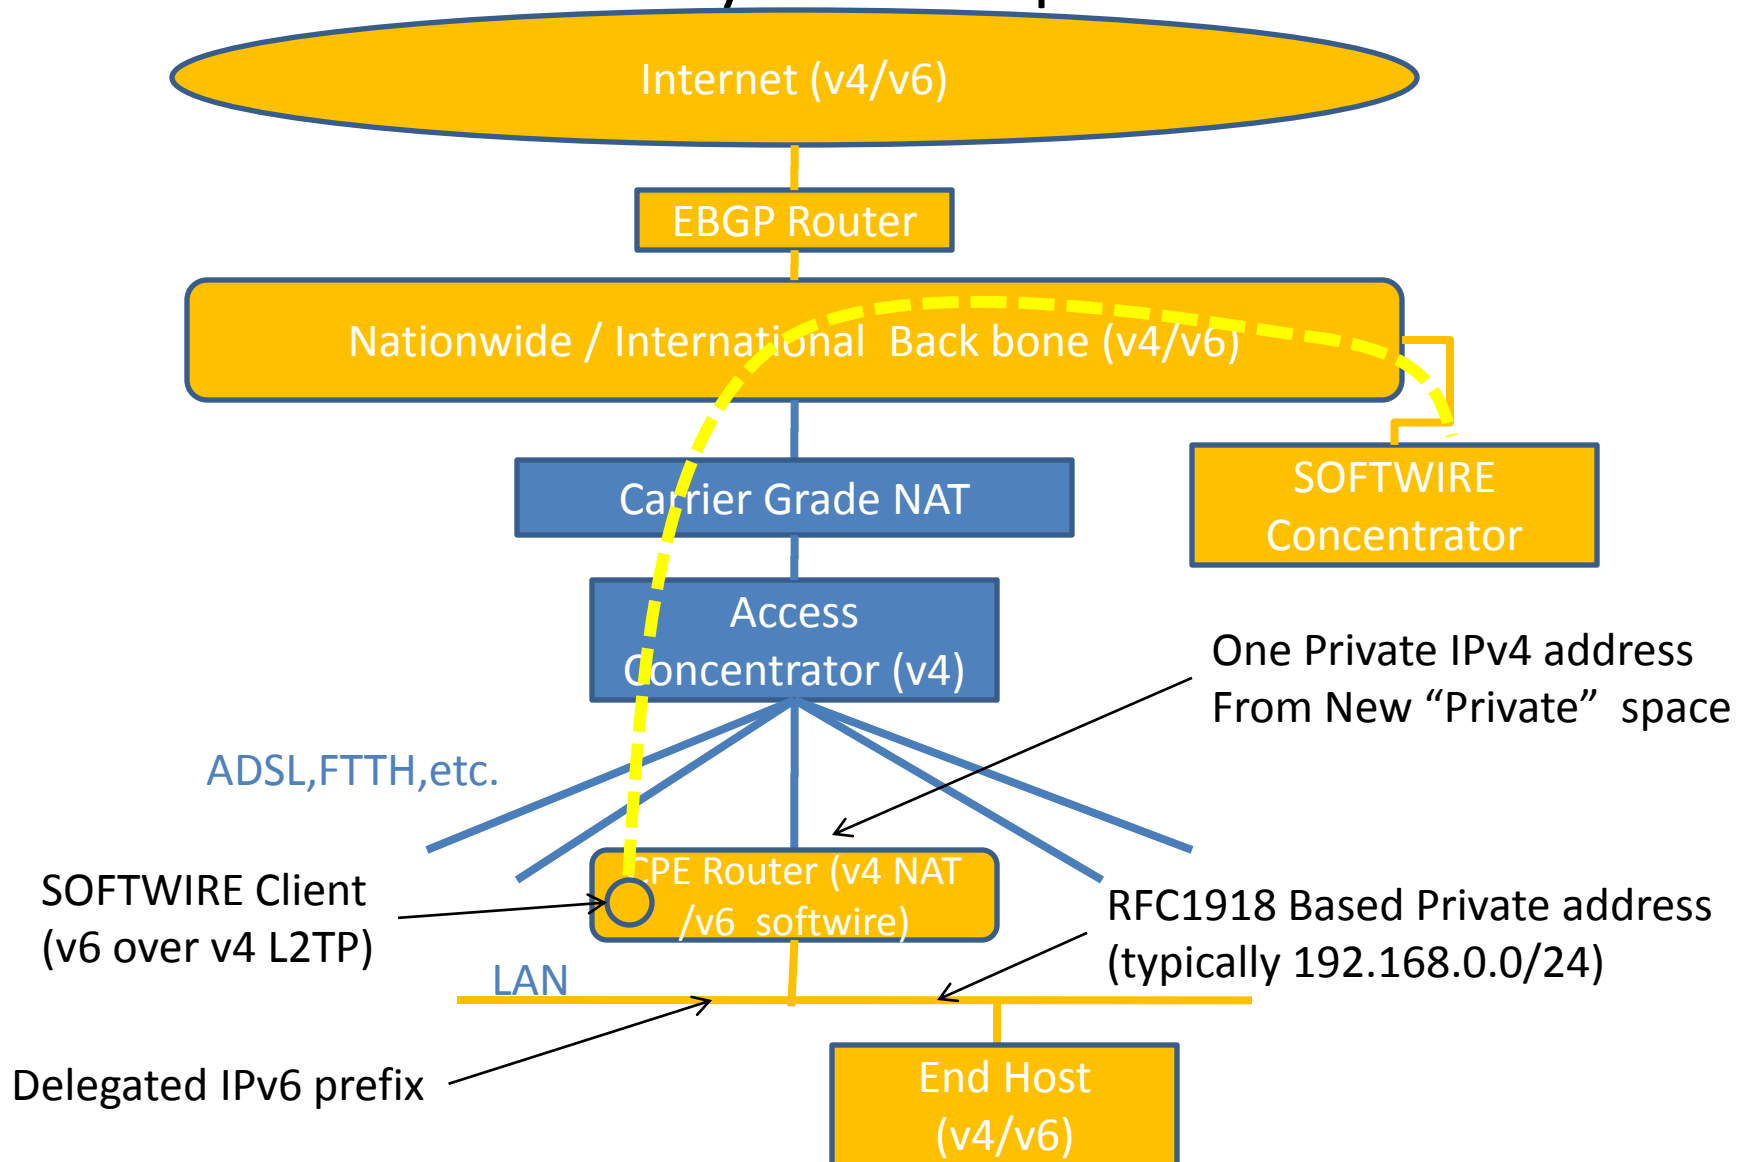 Internet (v4/v6)
EBGP Router
Nationwide / International Back bone (v4/v6)
Carrier Grade NAT
SOFTWIRE
Concentrator
Access
Concentrator (v4)
One Private IPv4 address
From New “Private” space
ADSL,FTTH,etc.
SOFTWIRE Client
(v6 over v4 L2TP)
CPE Router (v4 NAT
/v6 softwire)
RFC1918 Based Private address
(typically 192.168.0.0/24)
LAN
Delegated IPv6 prefix
End Host
(v4/v6)